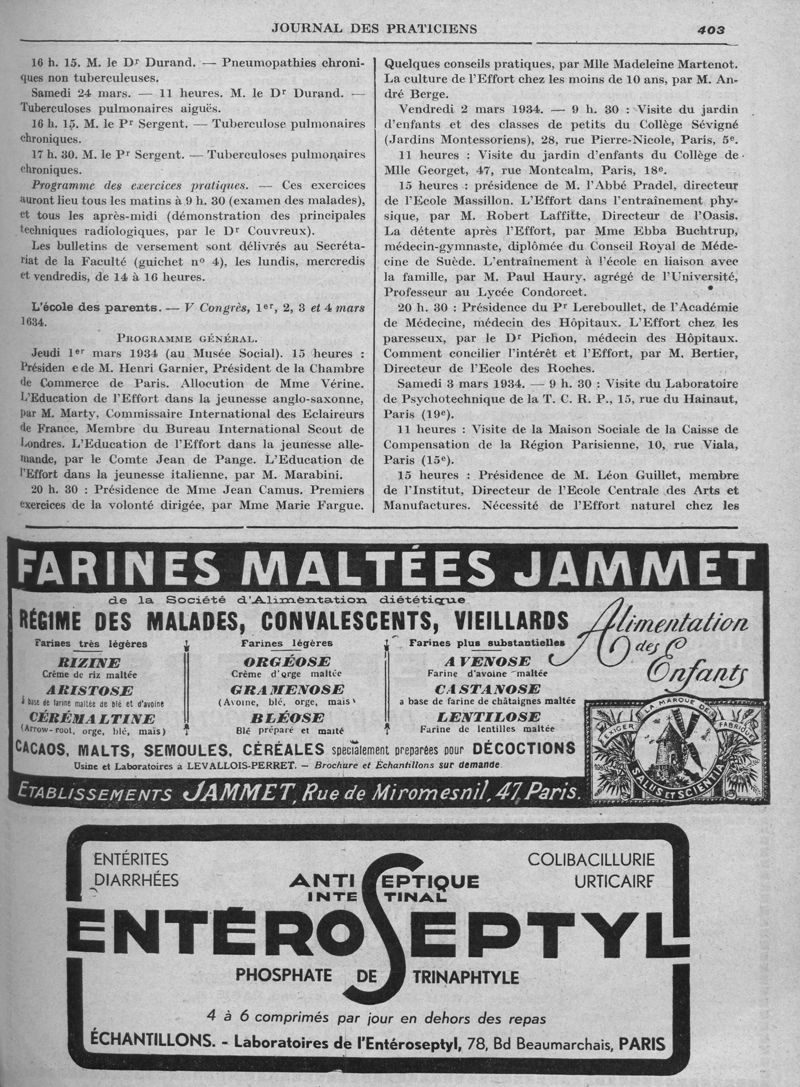 JOURNAL DES PRATICIENS
403
16 h. 15. M. le Dr Durand. — Pneumopathies chroni-
ques non tuberculeuses.
Samedi 24 mars. — 11 heures. M. le Dr Durand. —
Tuberculoses pulmonaires aiguës.
16 h. 15. M. le Pr Sergent. — Tuberculose pulmonaires
chroniques.
17 h. 30. M. le Pr Sergent. — Tuberculoses pulmonaires
chroniques.
Programme des exercices pratiques. — Ces exercices
auront lieu tous les matins à 9 h. 30 (examen des malades),
et tous les après-midi (démonstration des principales
techniques radiologiques, par le Dr Couvreux).
Les bulletins de versement sont délivrés au Secréta-
riat de la Faculté (guichet no 4), les lundis, mercredis
et vendredis, de 14 à 16 heures.
L'école des parents. — V Congrès, 1er, 2, 3 et 4 mars
1634.
PROGRAMME GÉNÉRAL.
Jeudi 1er mars 1934 (au Musée Social). 15 heures :
Présiden e de M. Henri Garnier, Président de la Chambre
de Commerce de Paris. Allocution de Mme Vérine.
L'Education de l'Effort dans la jeunesse anglo-saxonne,
par M. Marty, Commissaire International des Eclaireurs
de France, Membre du Bureau International Scout de
Londres. L'Education de l'Effort dans la jeunesse alle-
mande, par le Comte Jean de Pange. L'Education de
l'Effort dans la jeunesse italienne, par M. Marabini.
20 h. 30 : Présidence de Mme Jean Camus. Premiers
exercices de la volonté dirigée, par Mme Marie Fargue.
Quelques conseils pratiques, par Mlle Madeleine Martenot.
La culture de l'Effort chez les moins de 10 ans, par M. An-
dré Berge.
Vendredi 2 mars 1934. — 9 h. 30 : Visite du jardin
d'enfants et des classes de petits du Collège Sévigné
(Jardins Montessoriens), 28, rue Pierre-Nicole, Paris, 5e.
11 heures : Visite du jardin d'enfants du Collège de
Mlle Georget, 47, rue Montcalm, Paris, 18e.
15 heures : présidence de M. l'Abbé Pradel, directeur
de l'Ecole Massillon. L'Effort dans l'entraînement phy-
sique, par M. Robert Laffitte, Directeur de l'Oasis.
La détente après l'Effort, par Mme Ebba Buchtrup,
médecin-gymnaste, diplômée du Conseil Royal de Méde-
cine de Suède. L'entraînement à l'école en liaison avec
la famille, par M. Paul Haury, agrégé de l'Université,
Professeur au Lycée Condorcet.
20 h. 30 : Présidence du Pr Lereboullet, de l'Académie
de Médecine, médecin des Hôpitaux. L'Effort chez les
paresseux, par le Dr Pichon, médecin des Hôpitaux.
Comment concilier l'intérêt et l'Effort, par M. Bertier,
Directeur de l'Ecole des Roches.
Samedi 3 mars 1934. — 9 h. 30 : Visite du Laboratoire
de Psychotechnique de la T. C. R. P., 15, rue du Hainaut,
Paris (19e).
11 heures : Visite de la Maison Sociale de la Caisse de
Compensation de la Région Parisienne, 10, rue Viala,
Paris (15e).
15 heures : Présidence de M. Léon Guillet, membre
de l'Institut, Directeur de l'Ecole Centrale des Arts et
Manufactures. Nécessité de l'Effort naturel chez les
FARINES MALTÉES JAMMET
de la Société d'Alimentation diététique
RÉGIME DES MALADES, CONVALESCENTS, VIEILLARDS
Alimentation
des
Enfants
Farines très légères
RIZINE
Crème de riz maltée
ARISTOSE
à base de farine maltée de blé et d'avoine
CÉRÉMALTINE
(Arrow-root, orge, blé, mais)
Farines légères
ORGÉOSE
Crème d'orge maltée
GRAMENOSE
(Avoine, blé, orge, mais)
BLÉOSE
Blé préparé et malté
Farines plus substantielles
AVENOSE
Farine d'avoine maltée
CASTANOSE
a base de farine de châtaignes maltée
LENTILOSE
Farine de lentilles maltée
CACAOS, MALTS, SEMOULES, CÉRÉALES spécialement preparées pour DÉCOCTIONS
Usine et Laboratoires à LEVALLOIS-PERRET. — Brochure et Échantillons sur demande
EXIGER LA MARQUE DE FABRIQUE
SALUS ET SCIENTIA
ETABLISSEMENTS JAMMET, Rue de Miromesnil, 47, Paris.
ENTÉRITES
DIARRHÉES
COLIBACILLURIE
URTICAIRE
ANTISEPTIQUE
INTESTINAL
ENTÉROSEPTYL
PHOSPHATE DE TRINAPHTYLE
4 à 6 comprimés par jour en dehors des repas
ÉCHANTILLONS. - Laboratoires de l'Entéroseptyl, 78, Bd Beaumarchais, PARIS